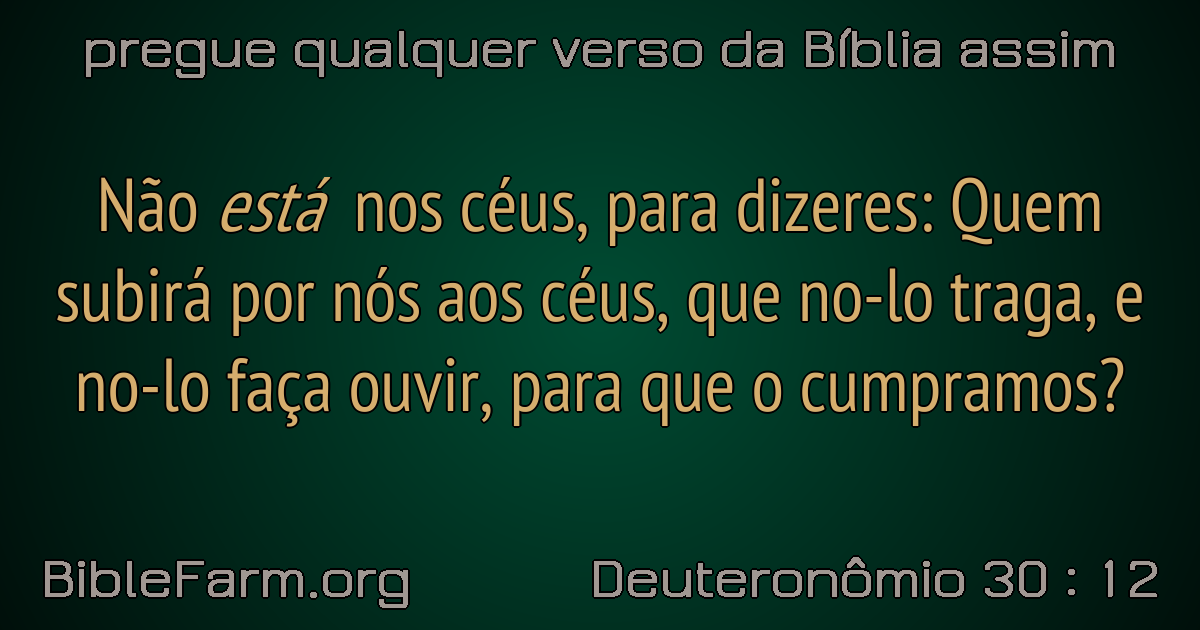 pregue qualquer verso da Bíblia assim
Não está nos céus, para dizeres: Quem
subirá por nós aos céus, que no-lo traga, e
no-lo faça ouvir, para que o cumpramos?
BibleFarm.org
Deuteronômio 30 : 12